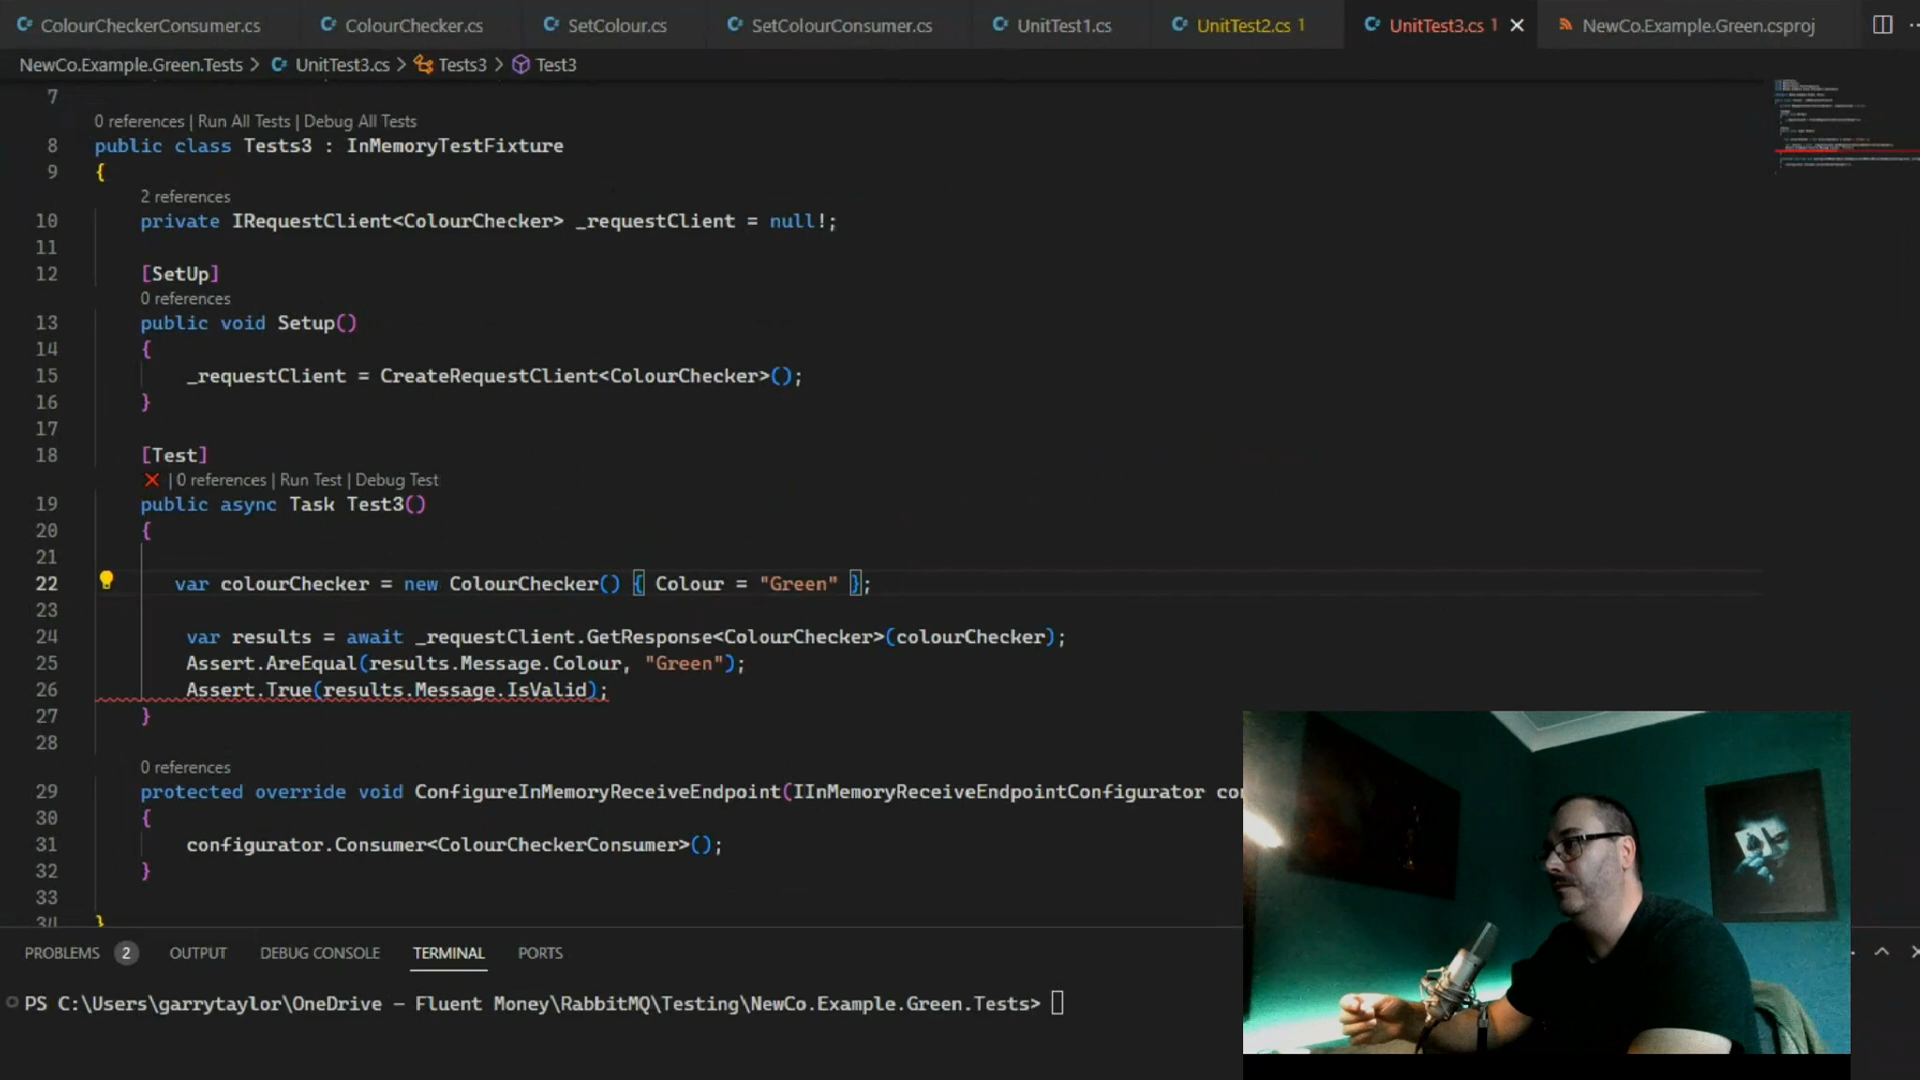 ColourCheckerConsumer.cs ColourChecker.cs SetColour.cs SetColourConsumer.cs UnitTest1.cs UnitTest2.cs 1 UnitTest3.cs 1 NewCo.Example.Green.csproj
NewCo.Example.Green.Tests > UnitTest3.cs > Tests3 > Test3
7
0 references | Run All Tests | Debug All Tests
8 public class Tests3 : InMemoryTestFixture
9 {
2 references
10 private IRequestClient<ColourChecker> _requestClient = null!;
11
12 [SetUp]
0 references
13 public void Setup()
14 {
15 _requestClient = CreateRequestClient<ColourChecker>();
16 }
17
18 [Test]
| 0 references | Run Test | Debug Test
19 public async Task Test3()
20 {
21
22 var colourChecker = new ColourChecker() { Colour = "Green" };
23
24 var results = await _requestClient.GetResponse<ColourChecker>(colourChecker);
25 Assert.AreEqual(results.Message.Colour, "Green");
26 Assert.True(results.Message.IsValid);
27 }
28
0 references
29 protected override void ConfigureInMemoryReceiveEndpoint(IInMemoryReceiveEndpointConfigurator co
30 {
31 configurator.Consumer<ColourCheckerConsumer>();
32 }
33
34 }
PROBLEMS 2 OUTPUT DEBUG CONSOLE TERMINAL PORTS
PS C:\Users\garrytaylor\OneDrive - Fluent Money\RabbitMQ\Testing\NewCo.Example.Green.Tests>